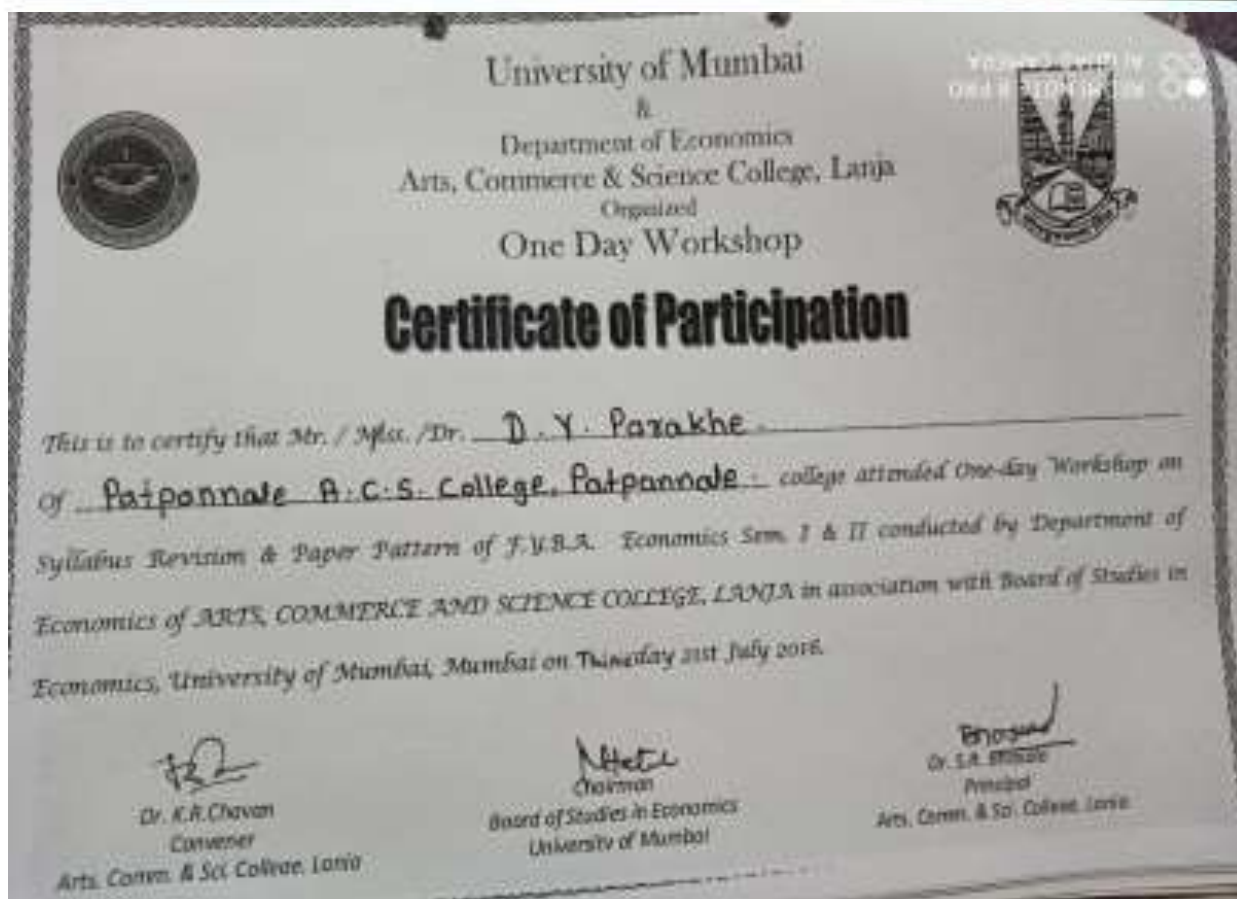 University of Mumbai
&
Department of Economics
Arts, Commerce & Science College, Lanja
Organized
One Day Workshop
Certificate of Participation
This is to certify that Mr. / Miss. /Dr. D. Y. Parakhe
Of Patpannale A.C.S. College, Patpannale college attended One-day Workshop on
Syllabus Revision & Paper Pattern of F.Y.B.A. Economics Sem. I & II conducted by Department of
Economics of ARTS, COMMERCE AND SCIENCE COLLEGE, LANJA in association with Board of Studies in
Economics, University of Mumbai, Mumbai on 21st July 2016.
Dr. K.R.Chavan
Convener
Arts, Comm. & Sci. College, Lanja
Chairman
Board of Studies in Economics
University of Mumbai
Dr. S.R.
Principal
Arts, Comm. & Sci. College, Lanja